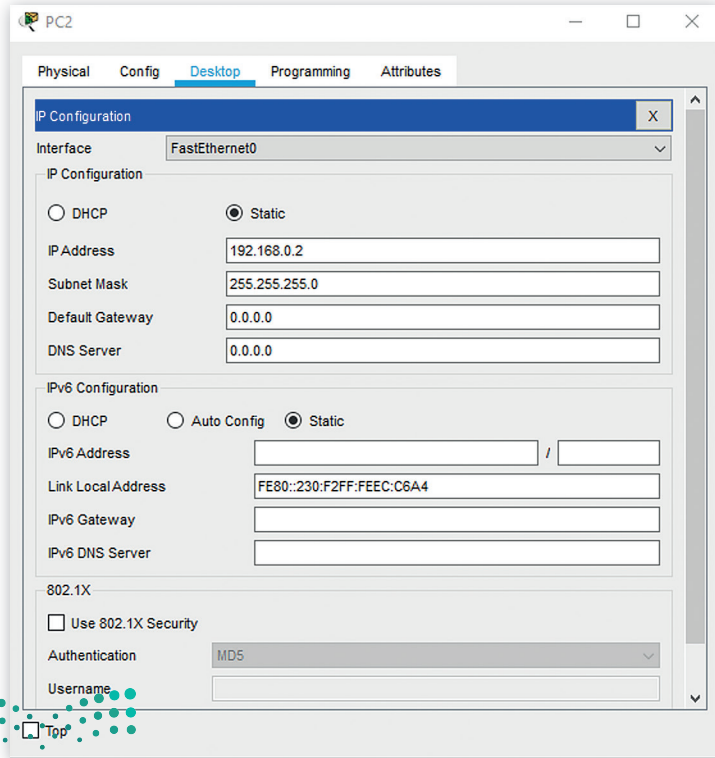 PC2
Physical Config Desktop Programming Attributes
IP Configuration X
Interface FastEthernet0
IP Configuration
DHCP Static
IP Address 192.168.0.2
Subnet Mask 255.255.255.0
Default Gateway 0.0.0.0
DNS Server 0.0.0.0
IPv6 Configuration
DHCP Auto Config Static
IPv6 Address /
Link Local Address FE80::230:F2FF:FEEC:C6A4
IPv6 Gateway
IPv6 DNS Server
802.1X
Use 802.1X Security
Authentication MD5
Username
Top